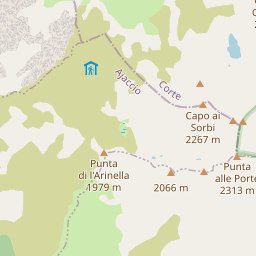 Ajaccio
Corte
Capo ai
Sorbi
2267 m
Punta
di l'Arinella
1979 m
2066 m
Punta
alle Porte
2313 m